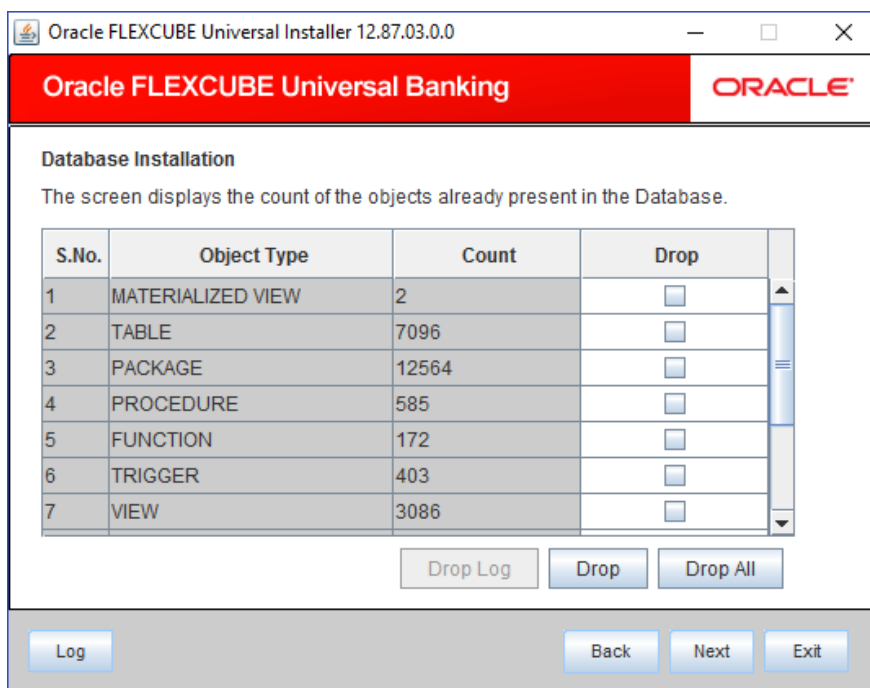 Oracle FLEXCUBE Universal Installer 12.87.03.0.0
Oracle FLEXCUBE Universal Banking ORACLE
Database Installation
The screen displays the count of the objects already present in the Database.
S.No. Object Type Count Drop
1 MATERIALIZED VIEW 2
2 TABLE 7096
3 PACKAGE 12564
4 PROCEDURE 585
5 FUNCTION 172
6 TRIGGER 403
7 VIEW 3086
Drop Log Drop Drop All
Log Back Next Exit